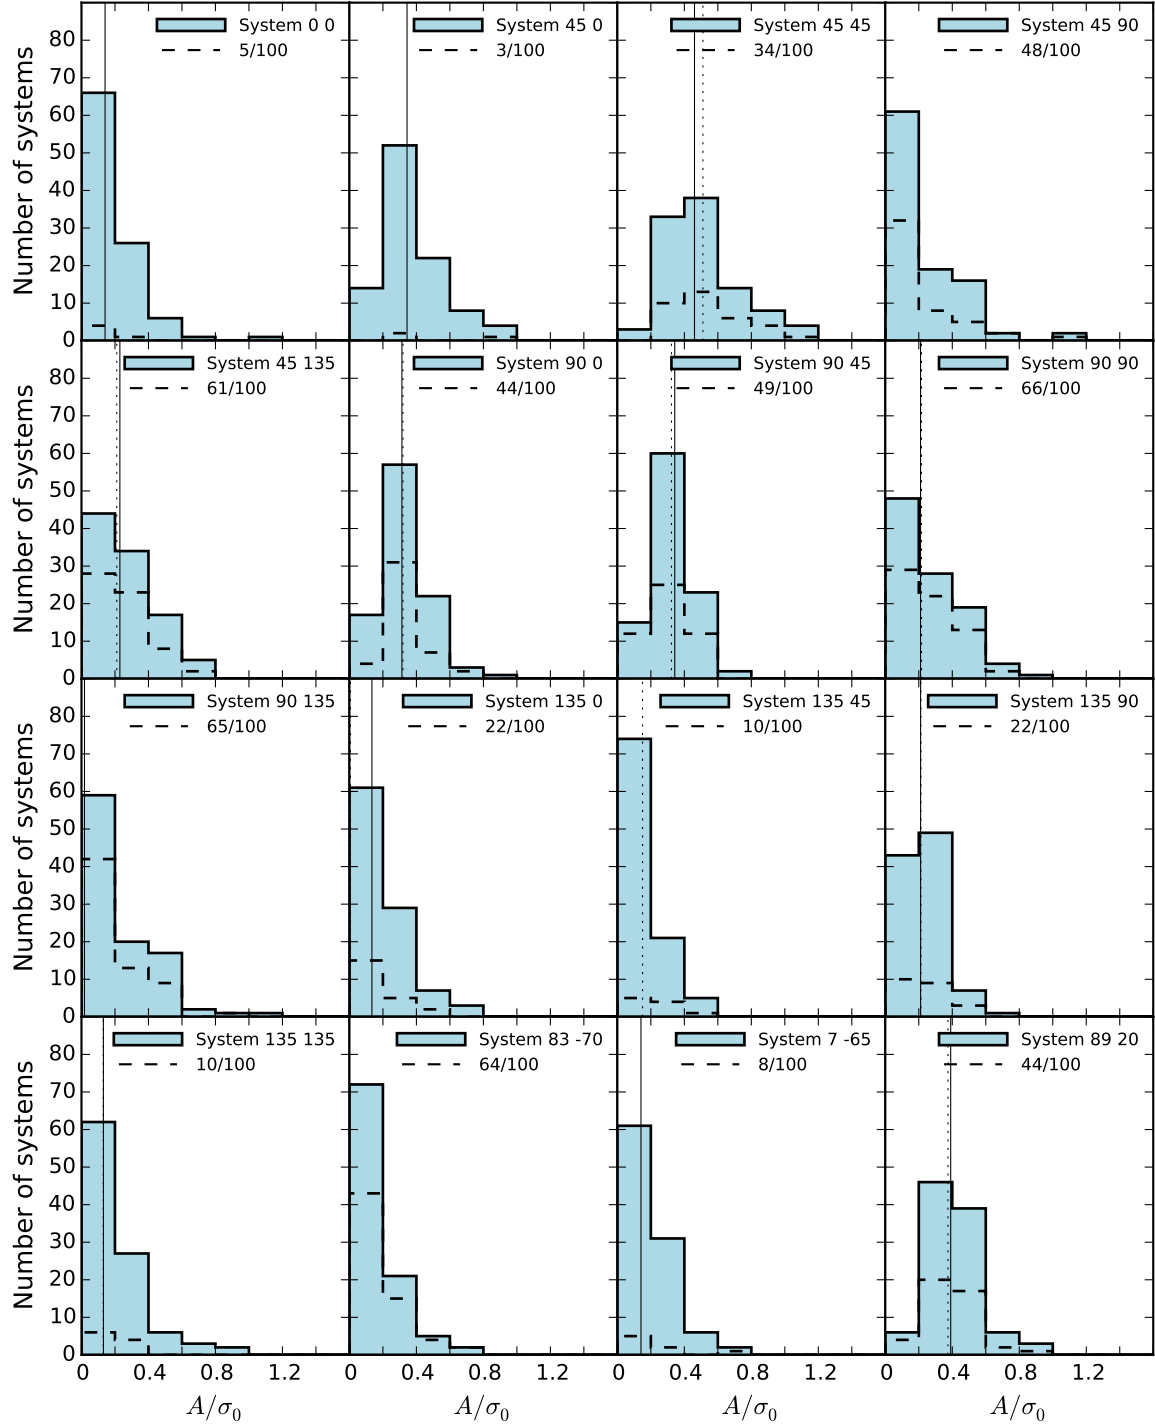 System 0 0
5/100
System 45 0
3/100
System 45 45
34/100
System 45 90
48/100
80
70
60
50
40
30
20
10
0
Number of systems
System 45 135
61/100
System 90 0
44/100
System 90 45
49/100
System 90 90
66/100
80
70
60
50
40
30
20
10
0
Number of systems
System 90 135
65/100
System 135 0
22/100
System 135 45
10/100
System 135 90
22/100
80
70
60
50
40
30
20
10
0
Number of systems
System 135 135
10/100
System 83 -70
64/100
System 7 -65
8/100
System 89 20
44/100
80
70
60
50
40
30
20
10
0
Number of systems
0 0.4 0.8 1.2
0 0.4 0.8 1.2
0 0.4 0.8 1.2
0 0.4 0.8 1.2
A/σ₀
A/σ₀
A/σ₀
A/σ₀